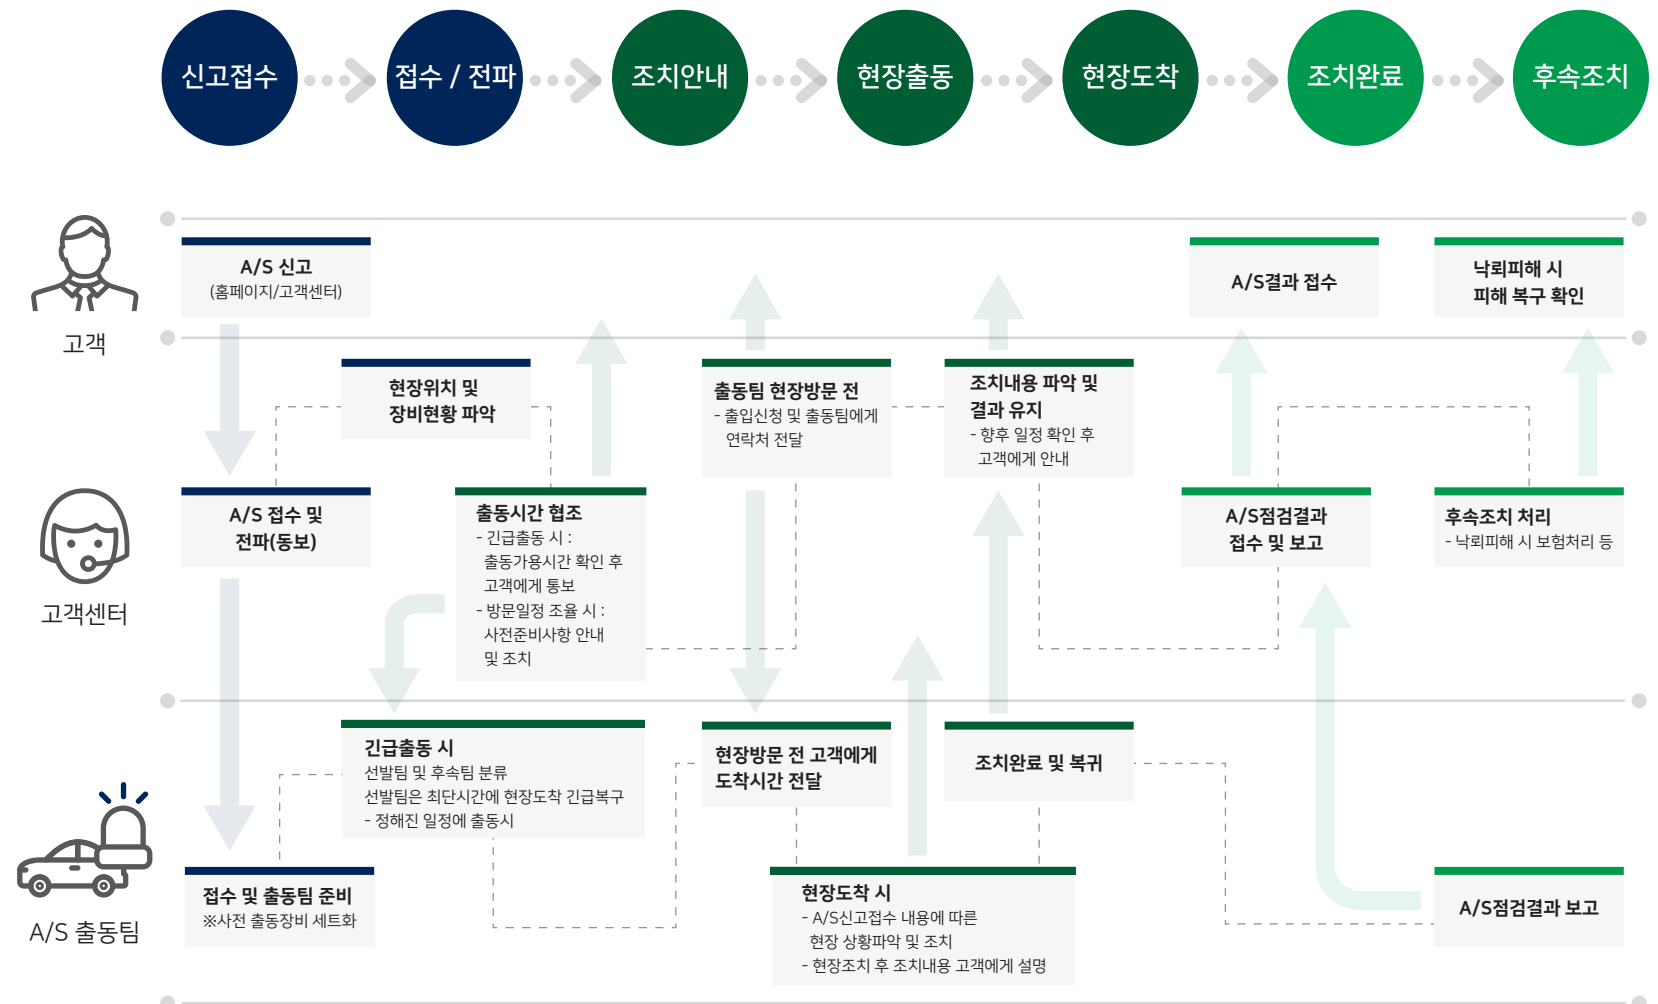 신고접수
접수 / 전파
조치안내
현장출동
현장도착
조치완료
후속조치
고객
A/S 신고
(홈페이지/고객센터)
A/S결과 접수
낙뢰피해 시
피해 복구 확인
고객센터
현장위치 및
장비현황 파악
출동팀 현장방문 전
- 출입신청 및 출동팀에게
연락처 전달
조치내용 파악 및
결과 유지
- 향후 일정 확인 후
고객에게 안내
A/S 접수 및
전파(통보)
출동시간 협조
- 긴급출동 시 :
출동가용시간 확인 후
고객에게 통보
- 방문일정 조율 시 :
사전준비사항 안내
및 조치
A/S점검결과
접수 및 보고
후속조치 처리
- 낙뢰피해 시 보험처리 등
A/S 출동팀
긴급출동 시
선발팀 및 후속팀 분류
선발팀은 최단시간에 현장도착 긴급복구
- 정해진 일정에 출동시
현장방문 전 고객에게
도착시간 전달
조치완료 및 복귀
접수 및 출동팀 준비
※사전 출동장비 세트화
현장도착 시
- A/S신고접수 내용에 따른
현장 상황파악 및 조치
- 현장조치 후 조치내용 고객에게 설명
A/S점검결과 보고